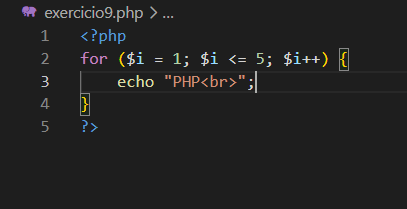 exercicio9.php > ...
1 <?php
2 for ($i = 1; $i <= 5; $i++) {
3     echo "PHP<br>";
4 }
5 ?>